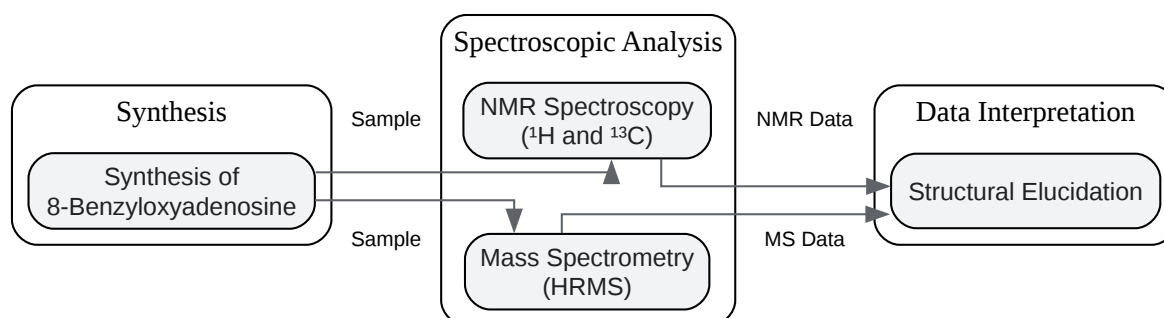 Synthesis
Synthesis of
8-Benzyloxyadenosine
Sample
Sample
Spectroscopic Analysis
NMR Spectroscopy
(¹H and ¹³C)
Mass Spectrometry
(HRMS)
NMR Data
MS Data
Data Interpretation
Structural Elucidation